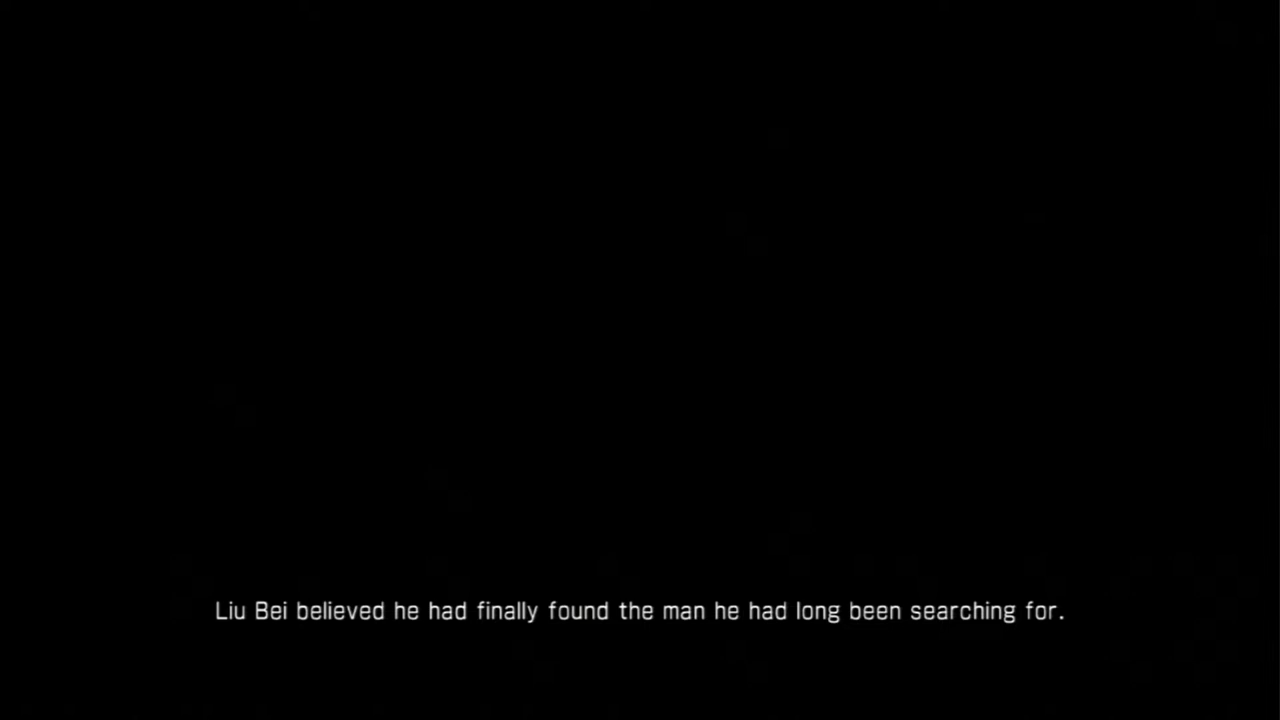 Liu Bei believed he had finally found the man he had long been searching for.